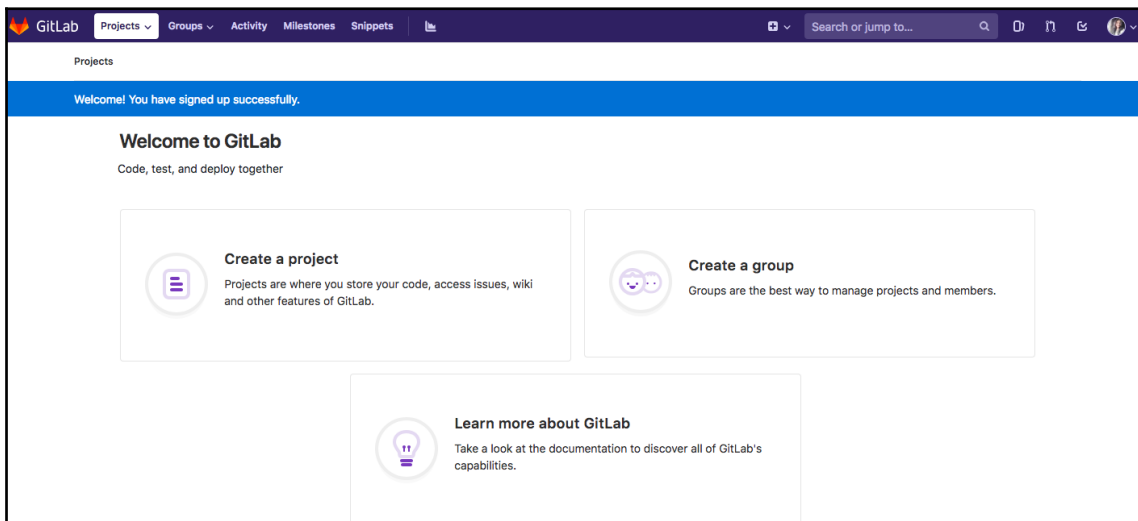 GitLab Projects Groups Activity Milestones Snippets Search or jump to...
Projects
Welcome! You have signed up successfully.
Welcome to GitLab
Code, test, and deploy together
Create a project
Projects are where you store your code, access issues, wiki
and other features of GitLab.
Create a group
Groups are the best way to manage projects and members.
Learn more about GitLab
Take a look at the documentation to discover all of GitLab's
capabilities.